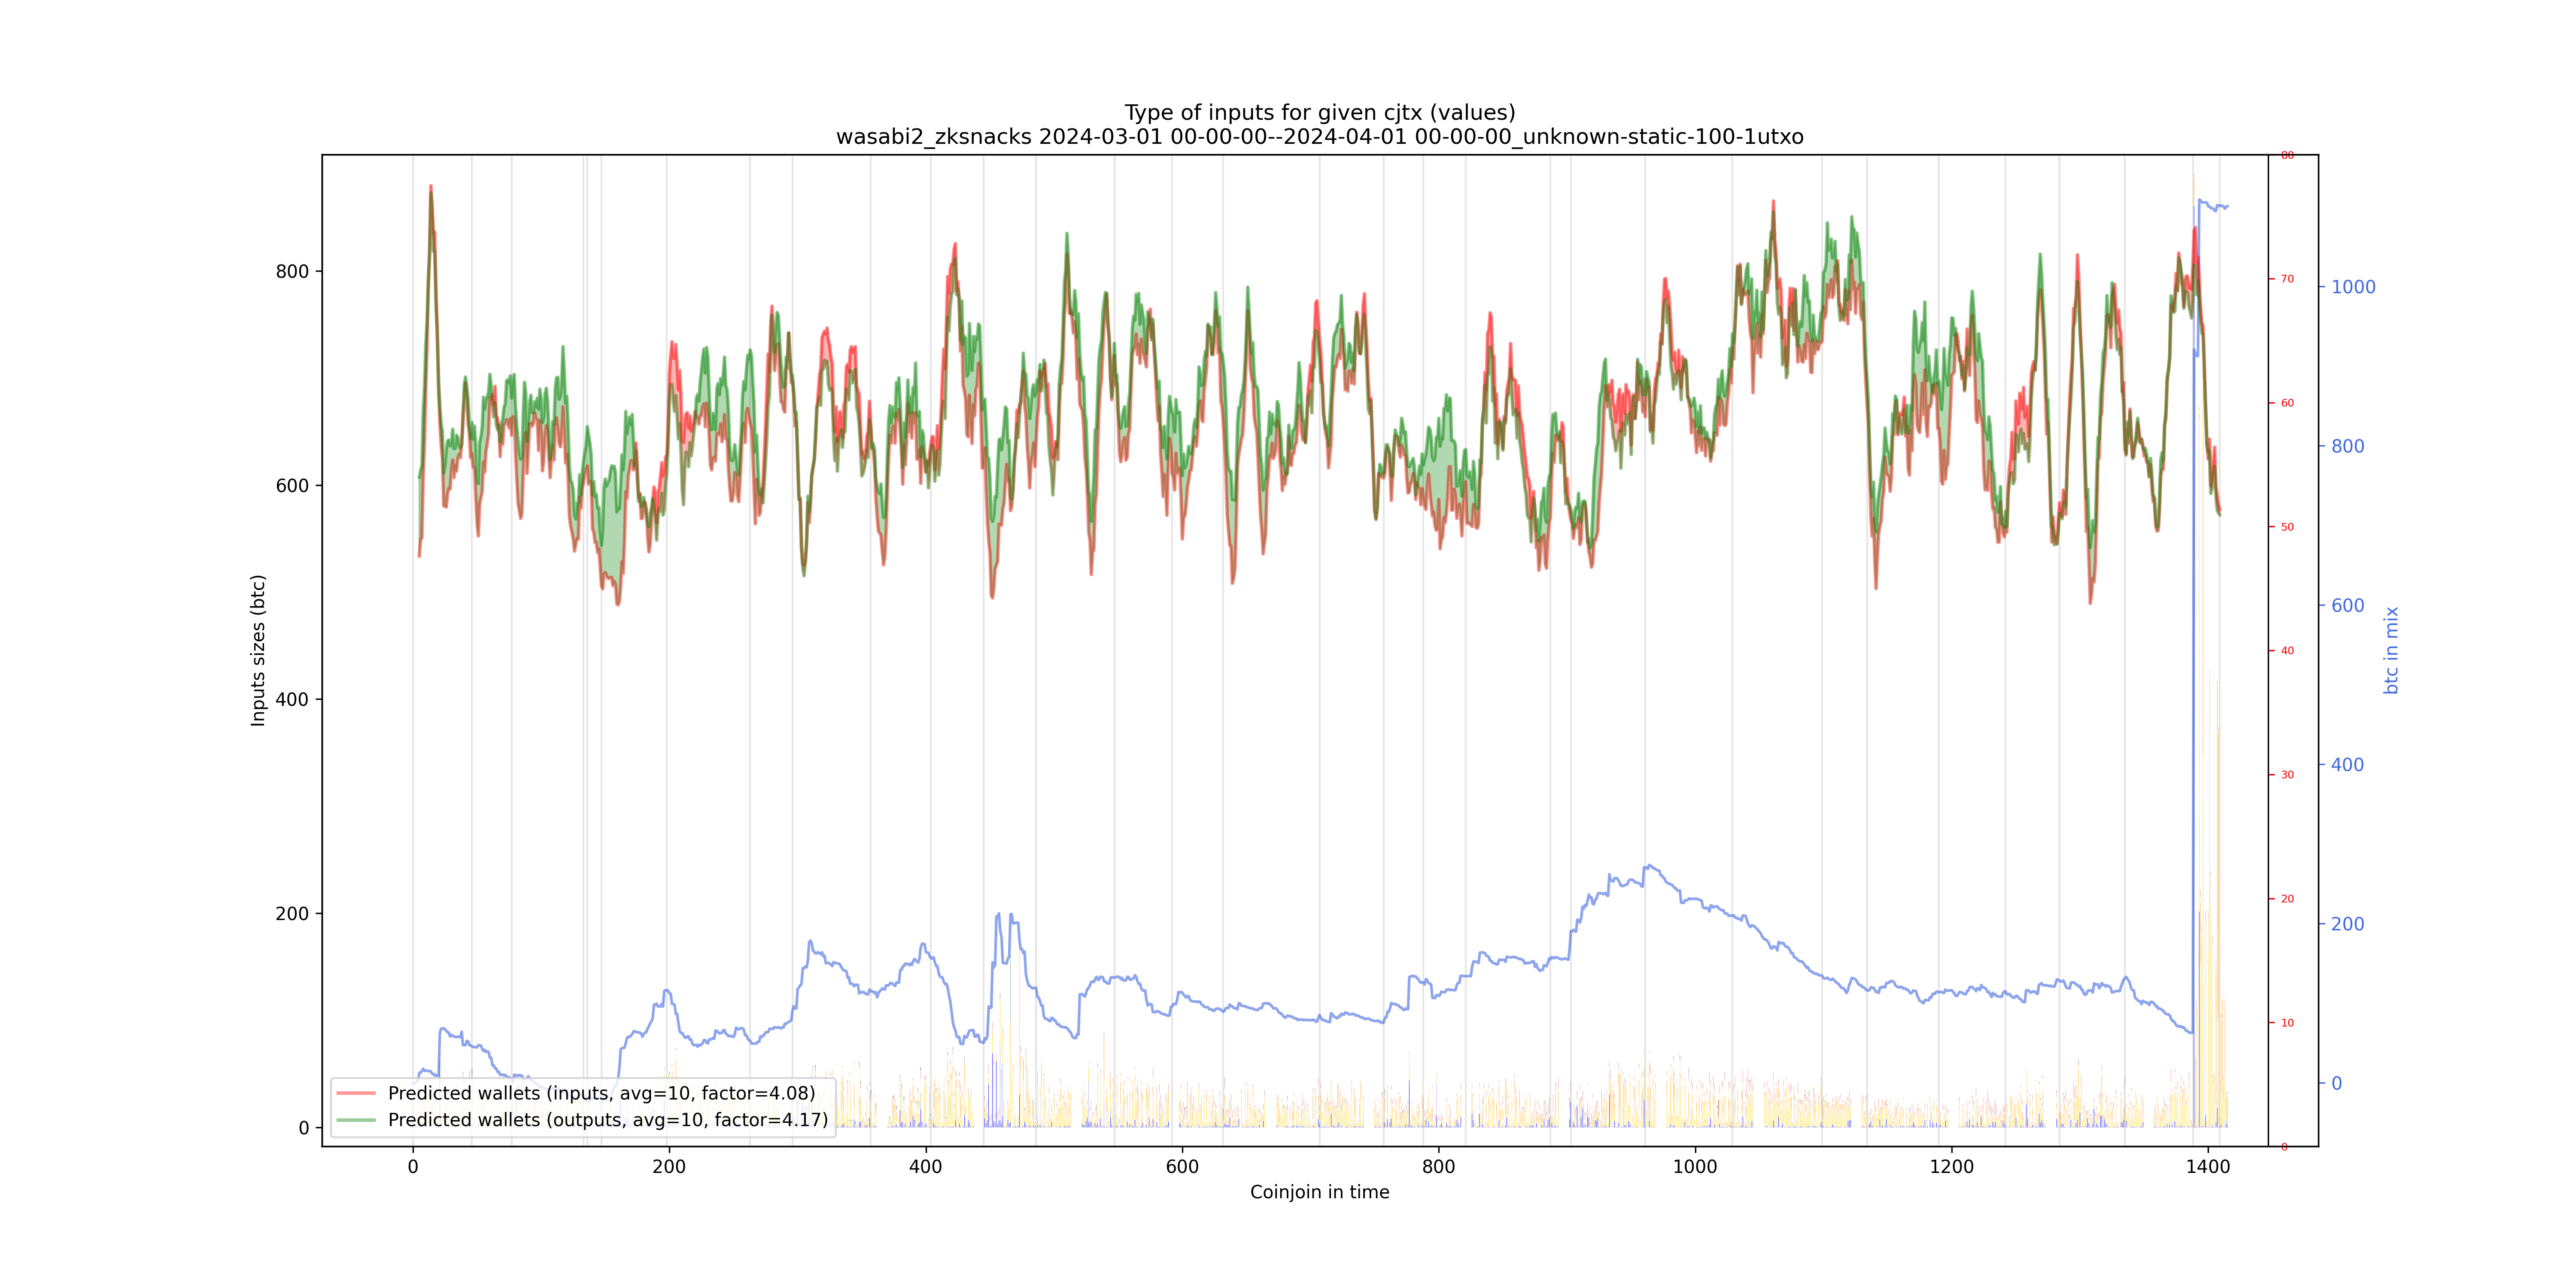 Type of inputs for given cjtx (values)
wasabi2_zksnacks 2024-03-01 00-00-00--2024-04-01 00-00-00_unknown-static-100-1utxo
Inputs sizes (btc)
800
600
400
200
0
80
70
60
50
40
30
20
10
0
1000
800
600
400
200
0
btc in mix
Predicted wallets (inputs, avg=10, factor=4.08)
Predicted wallets (outputs, avg=10, factor=4.17)
0 200 400 600 800 1000 1200 1400
Coinjoin in time